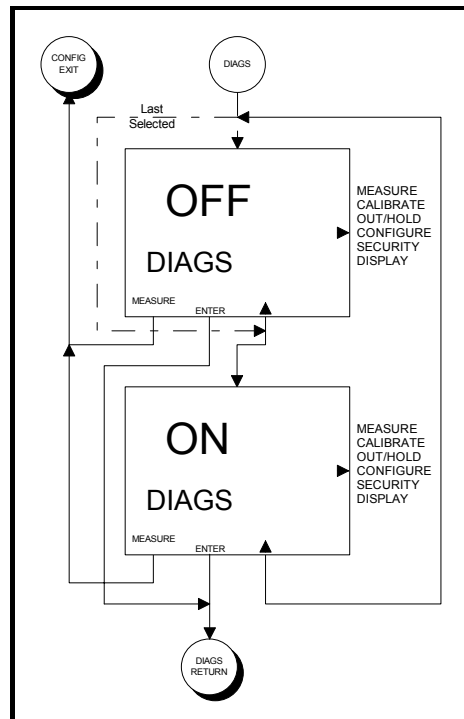 CONFIG
EXIT
DIAGS
Last
Selected
OFF
DIAGS
MEASURE
ENTER
MEASURE
CALIBRATE
OUT/HOLD
CONFIGURE
SECURITY
DISPLAY
ON
DIAGS
MEASURE
ENTER
MEASURE
CALIBRATE
OUT/HOLD
CONFIGURE
SECURITY
DISPLAY
DIAGS
RETURN